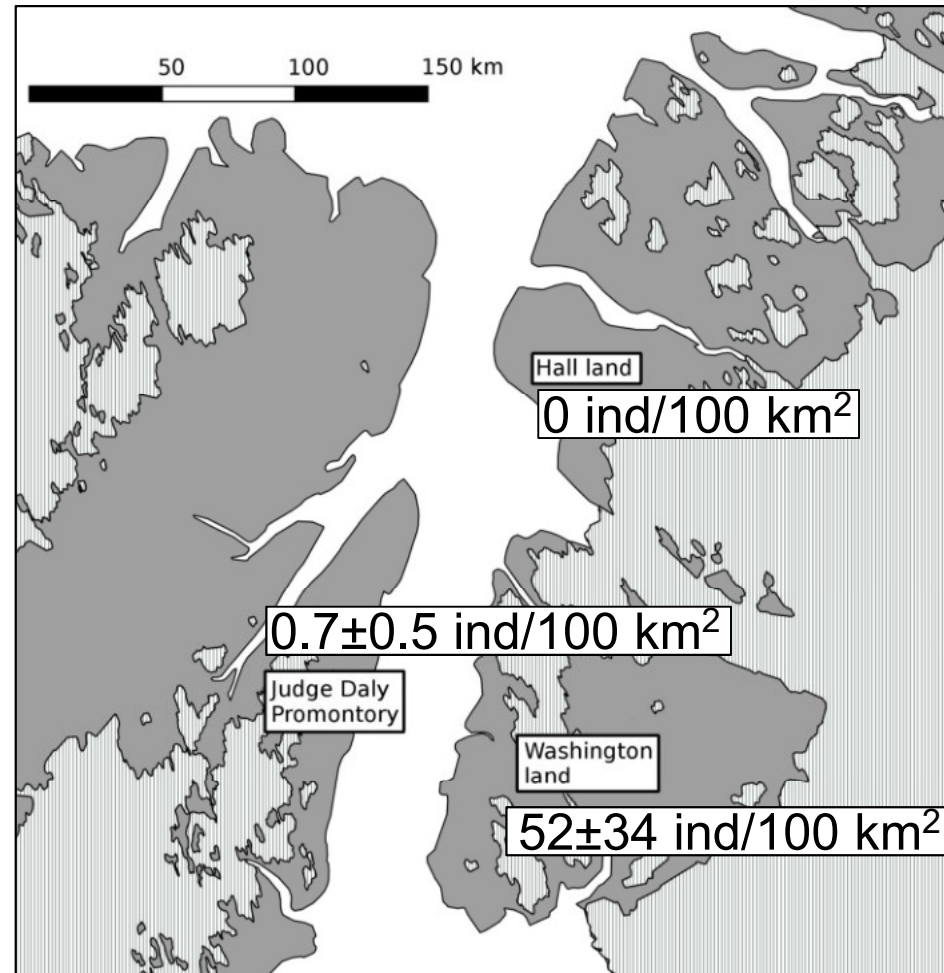 50 100 150 km
Hall land
0 ind/100 km²
0.7±0.5 ind/100 km²
Judge Daly
Promontory
Washington
land
52±34 ind/100 km²